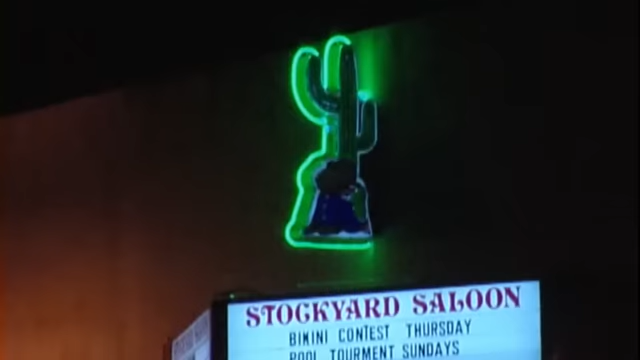 STOCKYARD SALOON
BIKINI CONTEST THURSDAY
POOL TOURMENT SUNDAYS